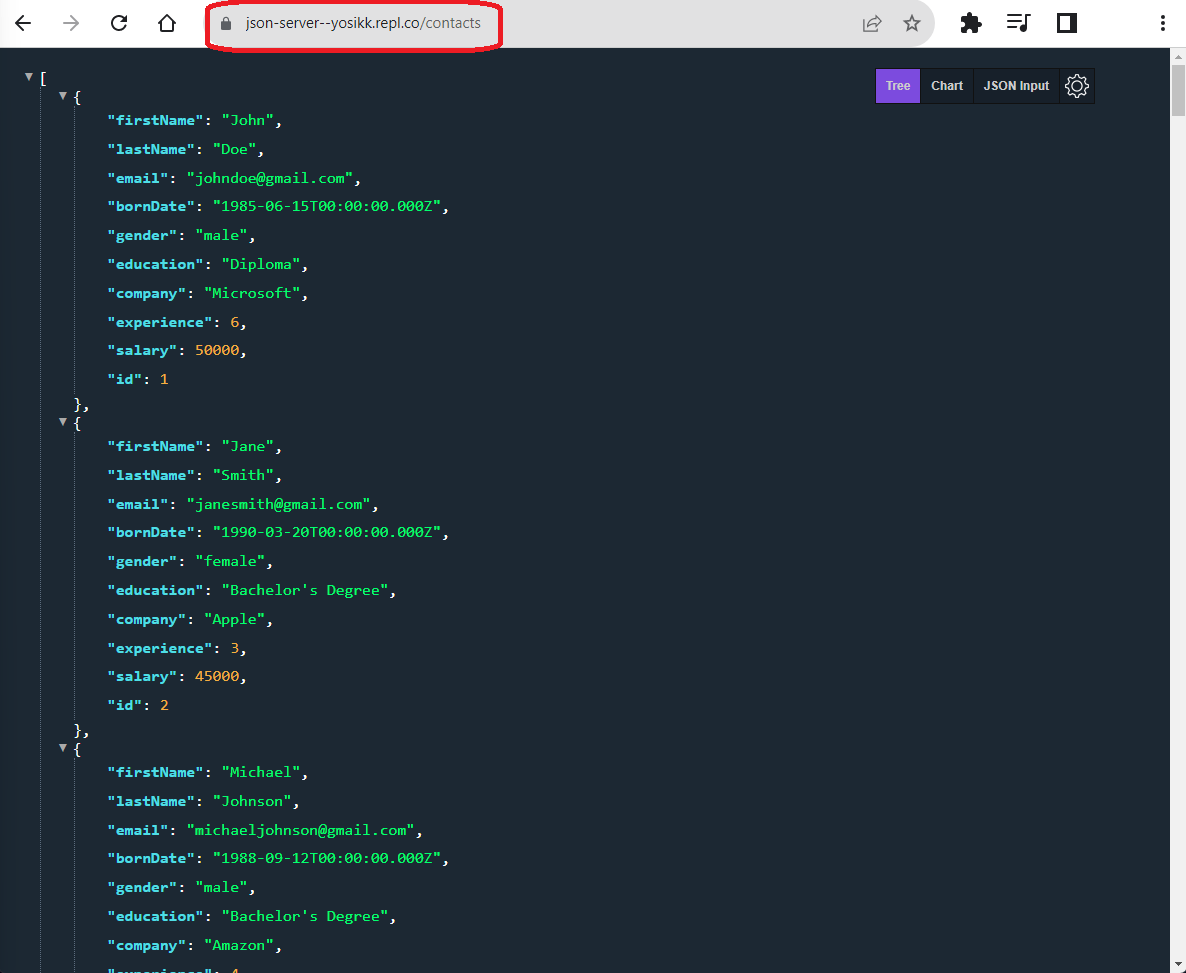 json-server--yosikk.repl.co/contacts
Tree Chart JSON Input
[
{
"firstName": "John",
"lastName": "Doe",
"email": "johndoe@gmail.com",
"bornDate": "1985-06-15T00:00:00.000Z",
"gender": "male",
"education": "Diploma",
"company": "Microsoft",
"experience": 6,
"salary": 50000,
"id": 1
},
{
"firstName": "Jane",
"lastName": "Smith",
"email": "janesmith@gmail.com",
"bornDate": "1990-03-20T00:00:00.000Z",
"gender": "female",
"education": "Bachelor's Degree",
"company": "Apple",
"experience": 3,
"salary": 45000,
"id": 2
},
{
"firstName": "Michael",
"lastName": "Johnson",
"email": "michaeljohnson@gmail.com",
"bornDate": "1988-09-12T00:00:00.000Z",
"gender": "male",
"education": "Bachelor's Degree",
"company": "Amazon",
"experience": 4